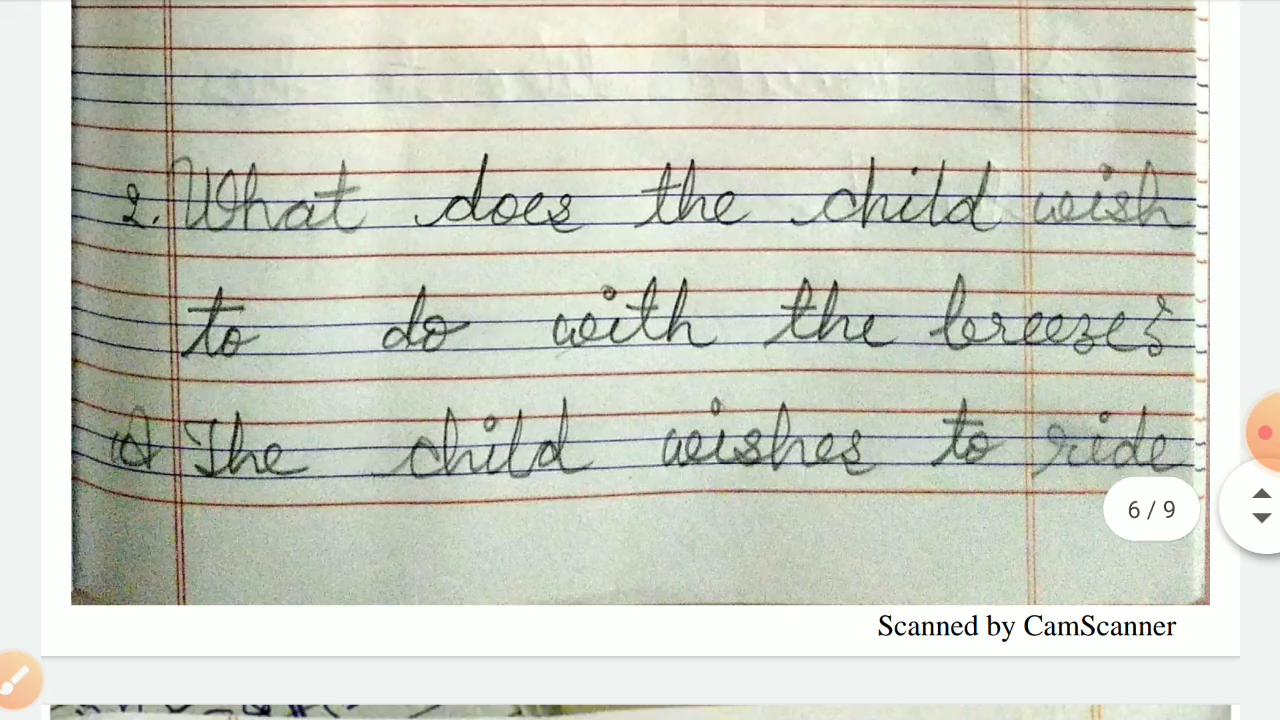 2. What does the child wish
to do with the breeze?
A) The child wishes to ride
6 / 9
Scanned by CamScanner